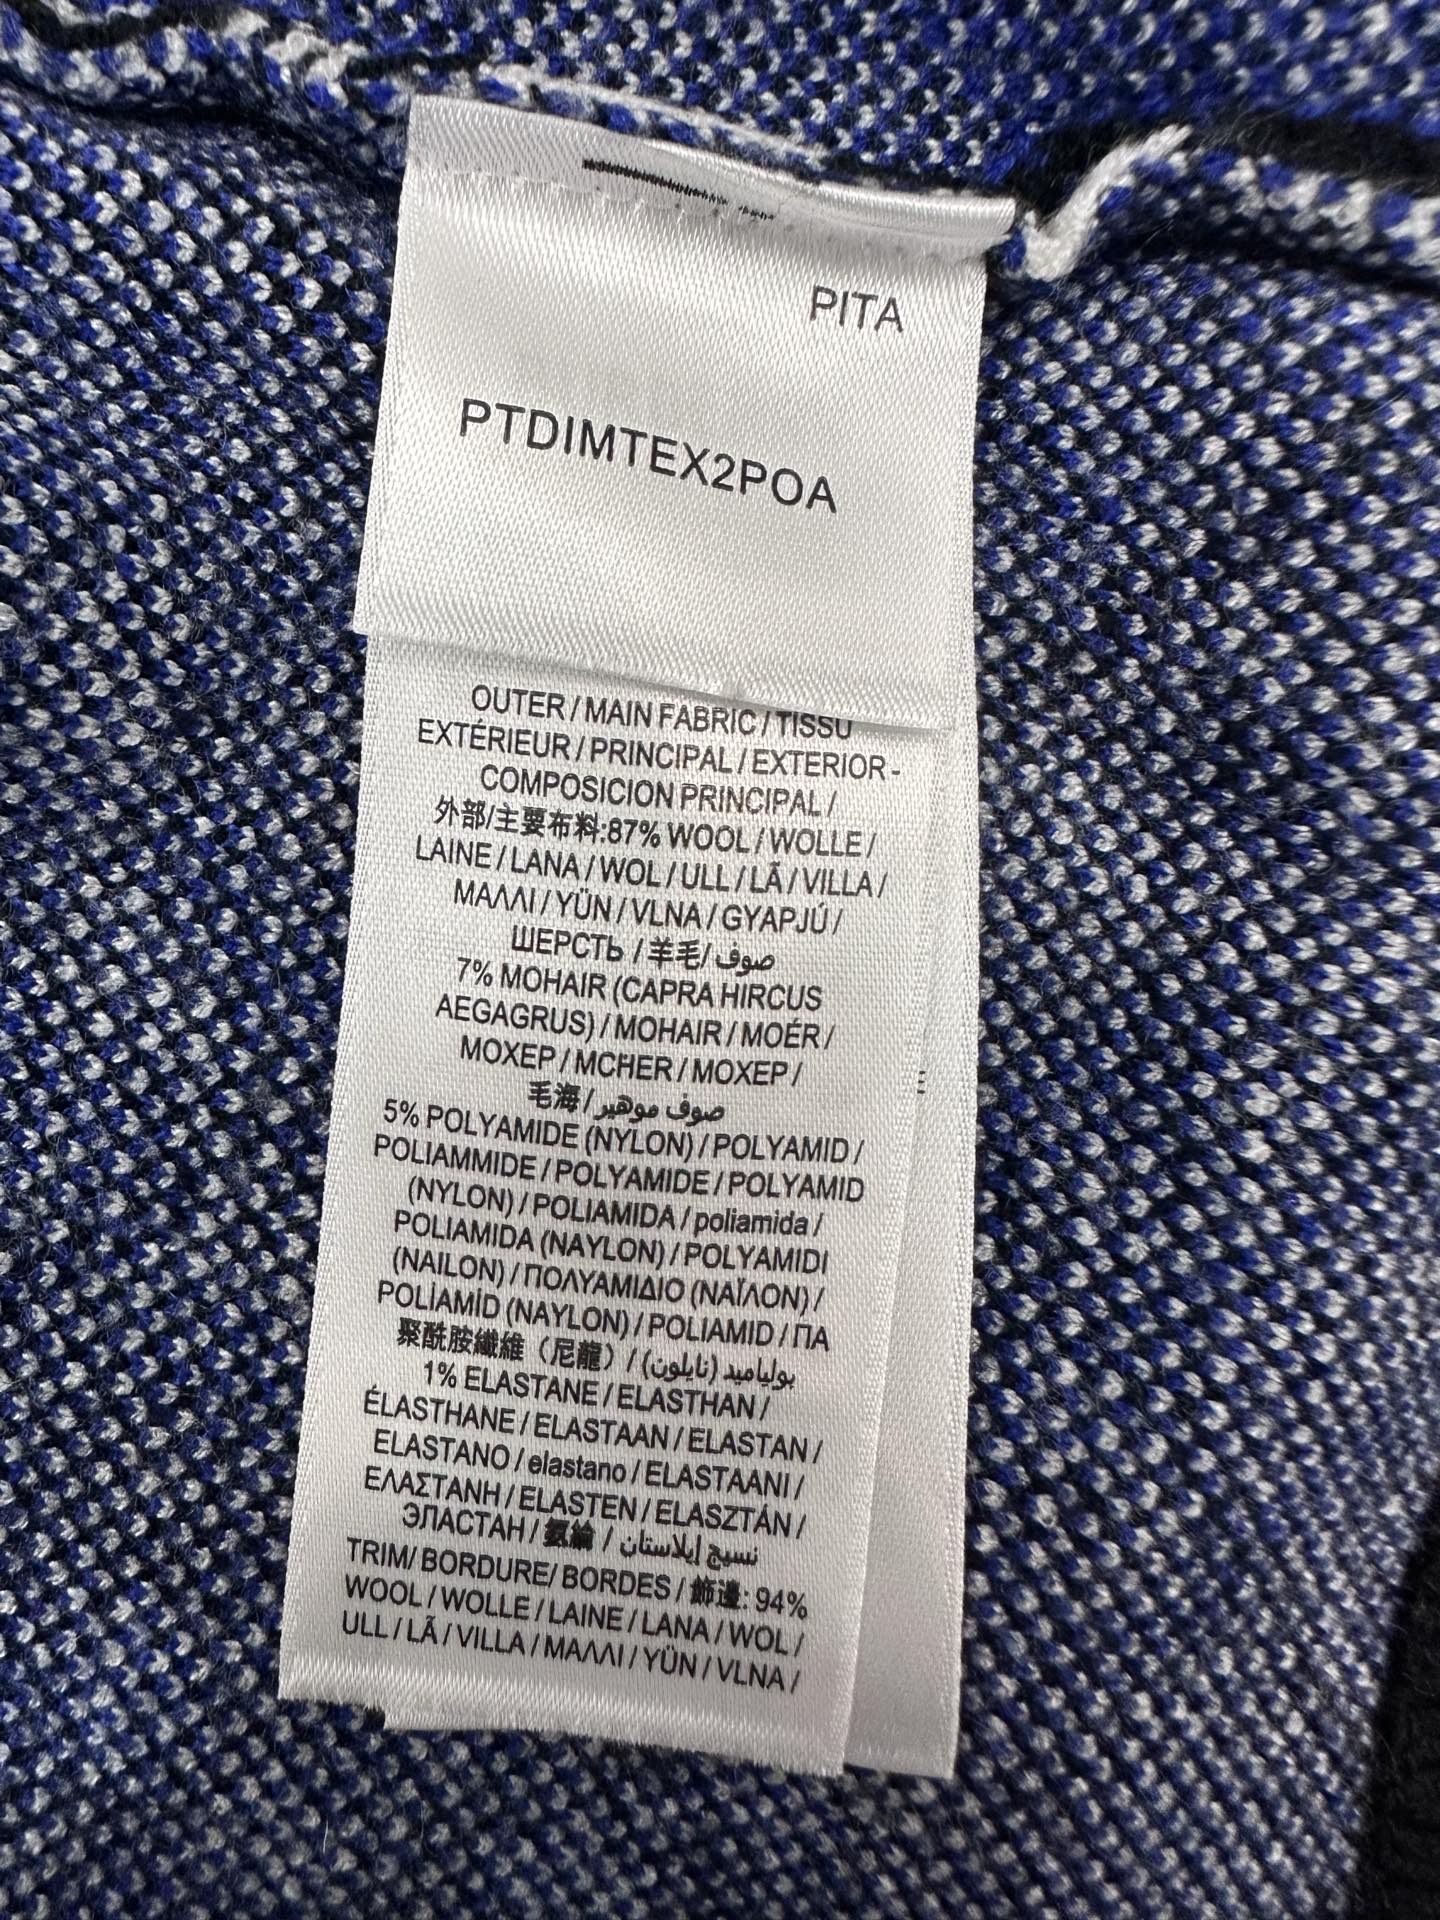 PITA
PTDIMTEX2POA
OUTER / MAIN FABRIC / TISSU
EXTÉRIEUR / PRINCIPAL / EXTERIOR -
COMPOSICION PRINCIPAL /
外部/主要布料:87% WOOL / WOLLE /
LAINE / LANA / WOL / ULL / LÃ / VILLA /
ΜΑΛΛΙ / YÜN / VLNA / GYAPJÚ /
ШЕРСТЬ / 羊毛/ صوف
7% MOHAIR (CAPRA HIRCUS
AEGAGRUS) / MOHAIR / MOÉR /
ΜΟΧΕΡ / MCHER / МОХЕР /
毛海 / صوف موهير
5% POLYAMIDE (NYLON) / POLYAMID /
POLIAMMIDE / POLYAMIDE / POLYAMID
(NYLON) / POLIAMIDA / poliamida /
POLIAMIDA (NAYLON) / POLYAMIDI
(NAILON) / ΠΟΛΥΑΜΙΔΙΟ (ΝΑΪΛΟΝ) /
POLİAMİD (NAYLON) / POLIAMID / ПА
聚酰胺纖維（尼龍）/ بولياميد (نايلون)
1% ELASTANE / ELASTHAN /
ÉLASTHANE / ELASTAAN / ELASTAN /
ELASTANO / elastano / ELASTAANI /
ΕΛΑΣΤΑΝΗ / ELASTEN / ELASZTÁN /
ЭЛАСТАН / 氨綸 / نسيج إيلاستان
TRIM/ BORDURE/ BORDES / 飾邊: 94%
WOOL / WOLLE / LAINE / LANA / WOL /
ULL / LÃ / VILLA / ΜΑΛΛΙ / YÜN / VLNA /